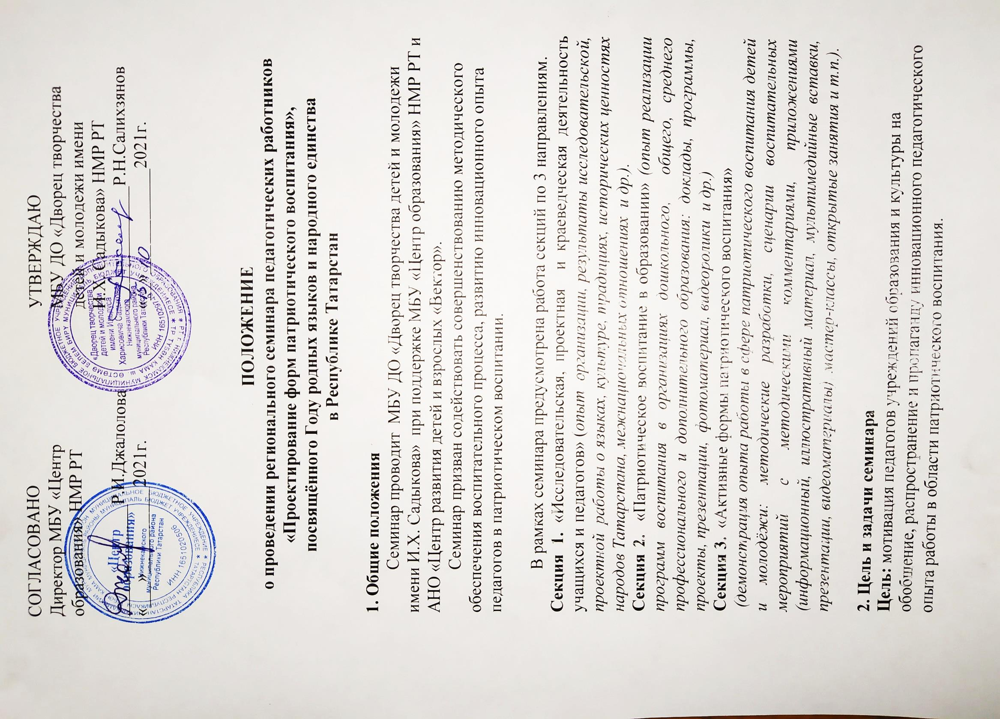 СОГЛАСОВАНО
Директор МБУ «Центр
образования» НМР РТ
Р.И.Джалолова
« » 2021г.
УТВЕРЖДАЮ
МБУ ДО «Дворец творчества
детей и молодежи имени
И.Х.Садыкова» НМР РТ
Р.Н.Салихзянов
«15» 10 2021г.
«Центр
образования»
Нижнекамского
муниципального района
Республики Татарстан
ИНН 1651020506
«Дворец творчества
детей и молодежи
имени Ильдуса
Харисовича Садыкова»
Нижнекамского
муниципального района
Республики Татарстан
ПОЛОЖЕНИЕ
о проведении регионального семинара педагогических работников
«Проектирование форм патриотического воспитания»,
посвящённого Году родных языков и народного единства
в Республике Татарстан
1. Общие положения
Семинар проводит МБУ ДО «Дворец творчества детей и молодежи
имени И.Х. Садыкова» при поддержке МБУ «Центр образования» НМР РТ и
АНО «Центр развития детей и взрослых «Вектор».
Семинар призван содействовать совершенствованию методического
обеспечения воспитательного процесса, развитию инновационного опыта
педагогов в патриотическом воспитании.
В рамках семинара предусмотрена работа секций по 3 направлениям.
Секция 1. «Исследовательская, проектная и краеведческая деятельность
учащихся и педагогов» (опыт организации, результаты исследовательской,
проектной работы о языках, культуре, традициях, исторических ценностях
народов Татарстана, межнациональных отношениях и др.).
Секция 2. «Патриотическое воспитание в образовании» (опыт реализации
программ воспитания в организациях дошкольного, общего, среднего
профессионального и дополнительного образования: доклады, программы,
проекты, презентации, фотоматериал, видеоролики и др.)
Секция 3. «Активные формы патриотического воспитания»
(демонстрация опыта работы в сфере патриотического воспитания детей
и молодёжи: методические разработки, сценарии воспитательных
мероприятий с методическими комментариями, приложениями
(информационный, иллюстративный материал, мультимедийные вставки,
презентации, видеоматериалы) мастер-классы, открытые занятия и т.п.).
2. Цель и задачи семинара
Цель: мотивация педагогов учреждений образования и культуры на
обобщение, распространение и пропаганду инновационного педагогического
опыта работы в области патриотического воспитания.